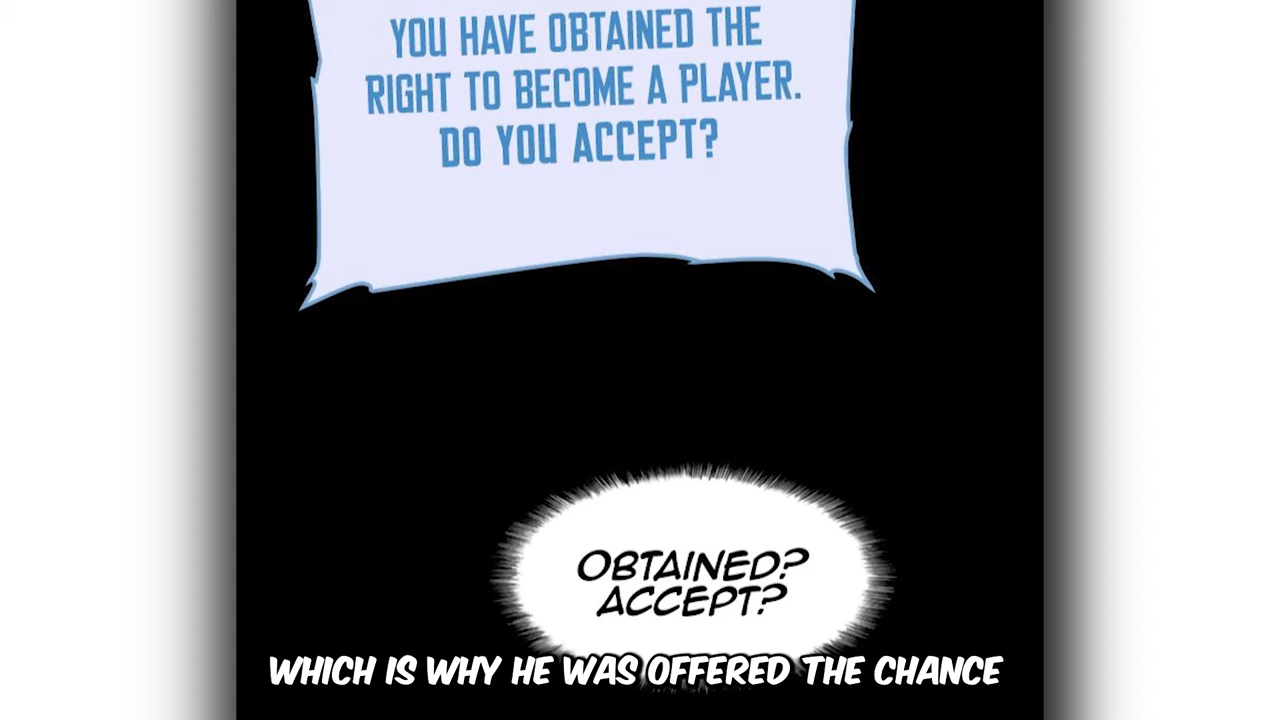 YOU HAVE OBTAINED THE
RIGHT TO BECOME A PLAYER.
DO YOU ACCEPT?
OBTAINED?
ACCEPT?
WHICH IS WHY HE WAS OFFERED THE CHANCE